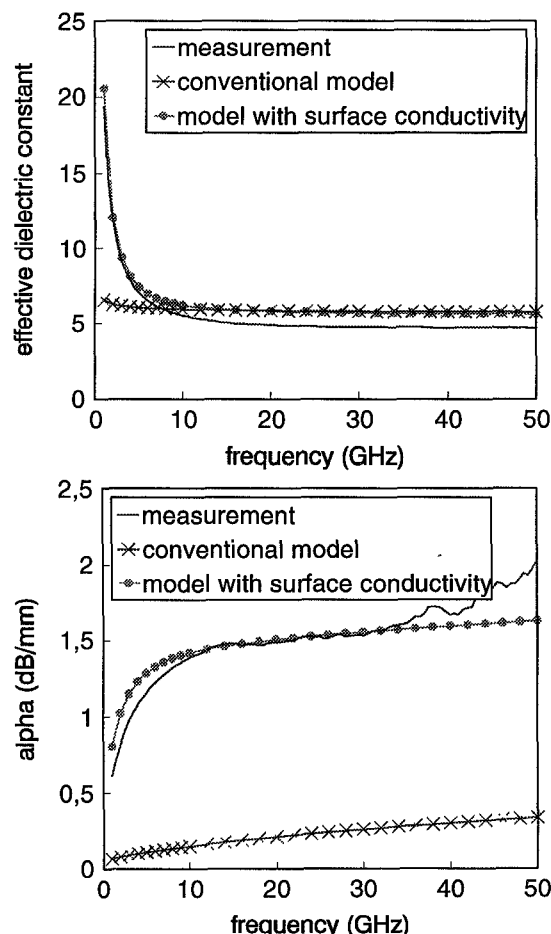 25
20
15
10
5
0
effective dielectric constant
measurement
conventional model
model with surface conductivity
0 10 20 30 40 50
frequency (GHz)
2,5
2
1,5
1
0,5
0
alpha (dB/mm)
measurement
conventional model
model with surface conductivity
0 10 20 30 40 50
frequency (GHz)